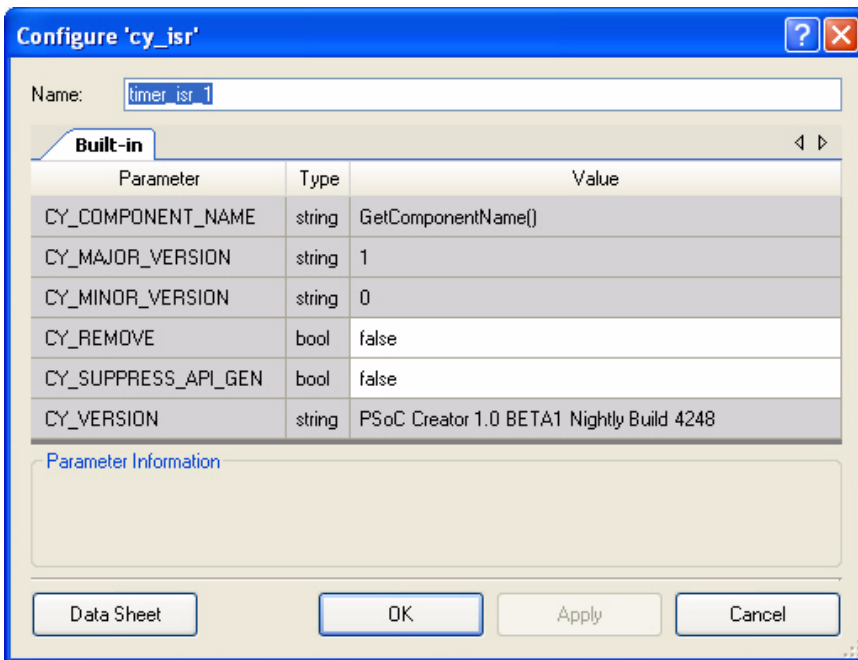 Configure 'cy_isr'
Name: timer_isr_1
Built-in
Parameter Type Value
CY_COMPONENT_NAME string GetComponentName()
CY_MAJOR_VERSION string 1
CY_MINOR_VERSION string 0
CY_REMOVE bool false
CY_SUPPRESS_API_GEN bool false
CY_VERSION string PSoC Creator 1.0 BETA1 Nightly Build 4248
Parameter Information
Data Sheet OK Apply Cancel